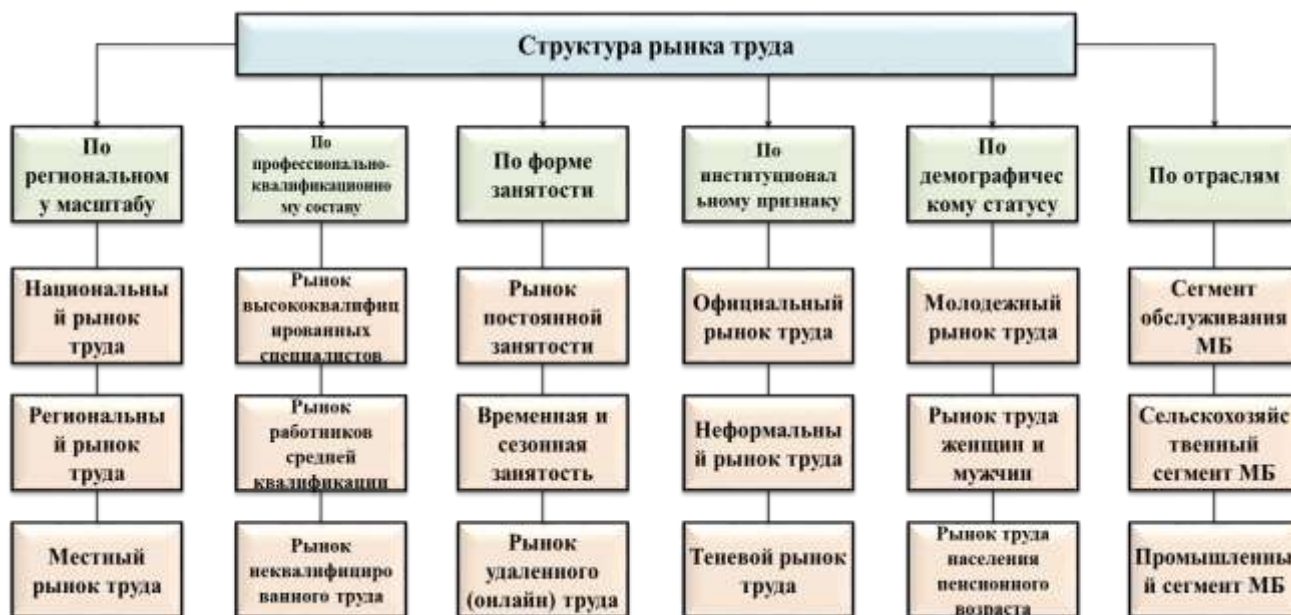 Структура рынка труда
По
региональном
у масштабу
По
профессионально-
квалификационно
му составу
По форме
занятости
По
институционал
ьному признаку
По
демографичес
кому статусу
По отраслям
Национальны
й рынок
труда
Рынок
высококвалифиц
ированных
специалистов
Рынок
постоянной
занятости
Официальный
рынок труда
Молодежный
рынок труда
Сегмент
обслуживания
МБ
Региональны
й рынок
труда
Рынок
работников
средней
квалификации
Временная и
сезонная
занятость
Неформальны
й рынок труда
Рынок труда
женщин и
мужчин
Сельскохозяйс
твенный
сегмент МБ
Местный
рынок труда
Рынок
неквалифициро
ванного труда
Рынок
удаленного
(онлайн) труда
Теневой рынок
труда
Рынок труда
населения
пенсионного
возраста
Промышленны
й сегмент МБ